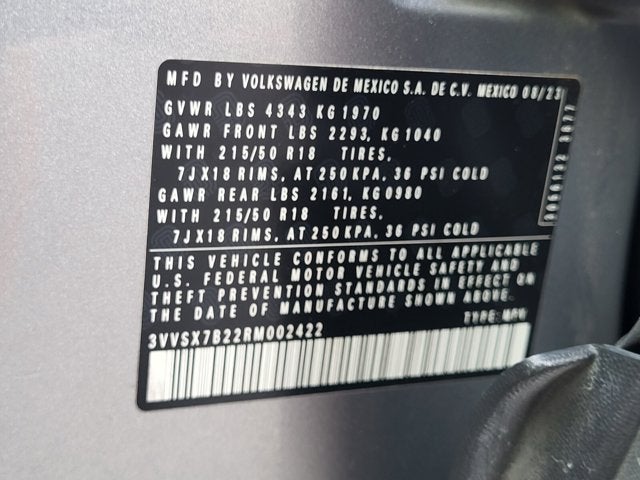 MFD BY VOLKSWAGEN DE MEXICO S.A. DE C.V. MEXICO 08/23
GVWR LBS 4343 KG 1970
GAWR FRONT LBS 2293, KG 1040
WITH 215/50 R18 TIRES,
7JX18 RIMS, AT 250 KPA, 36 PSI COLD
GAWR REAR LBS 2161, KG 0980
WITH 215/50 R18 TIRES,
7JX18 RIMS, AT 250 KPA, 36 PSI COLD
THIS VEHICLE CONFORMS TO ALL APPLICABLE
U.S. FEDERAL MOTOR VEHICLE SAFETY AND
THEFT PREVENTION STANDARDS IN EFFECT ON
THE DATE OF MANUFACTURE SHOWN ABOVE.
3VVSX7B22RM002422 TYPE: MPV